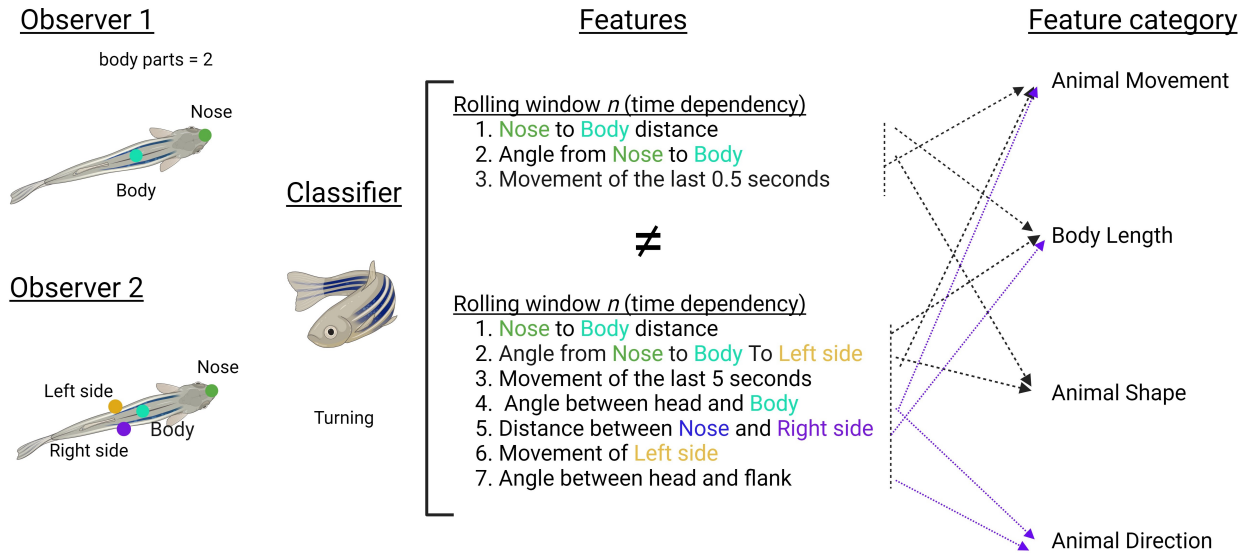 Observer 1
body parts = 2
Nose
Body
Observer 2
Nose
Left side
Body
Right side
Classifier
Turning
Features
Rolling window n (time dependency)
1. Nose to Body distance
2. Angle from Nose to Body
3. Movement of the last 0.5 seconds
≠
Rolling window n (time dependency)
1. Nose to Body distance
2. Angle from Nose to Body To Left side
3. Movement of the last 5 seconds
4. Angle between head and Body
5. Distance between Nose and Right side
6. Movement of Left side
7. Angle between head and flank
Feature category
Animal Movement
Body Length
Animal Shape
Animal Direction